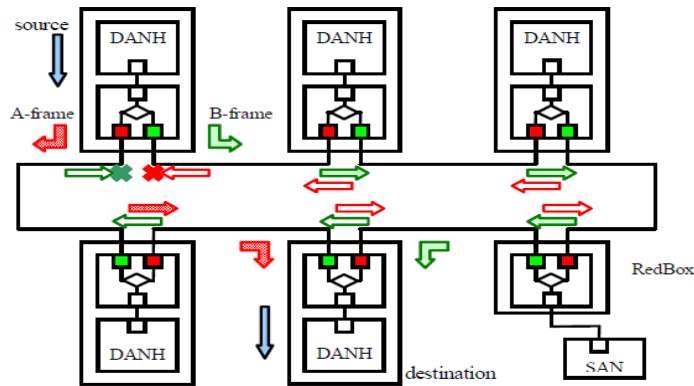 source
DANH
DANH
DANH
A-frame
B-frame
RedBox
DANH
DANH
SAN
destination